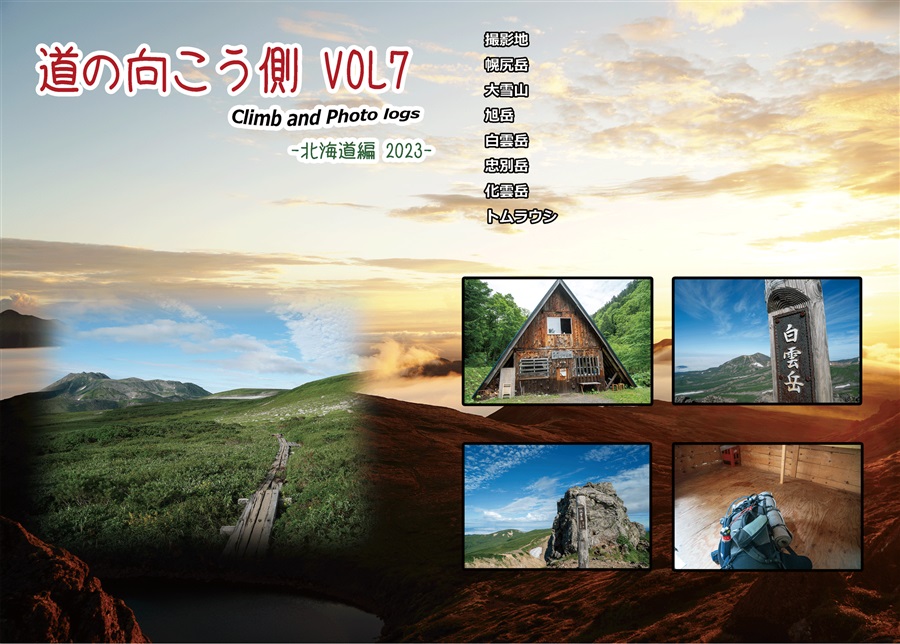 道の向こう側 VOL7
Climb and Photo logs
-北海道編 2023-
撮影地
幌尻岳
大雪山
旭岳
白雲岳
忠別岳
化雲岳
トムラウシ
白雲岳